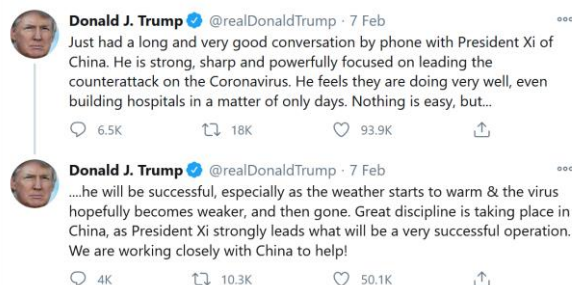 Donald J. Trump @realDonaldTrump · 7 Feb
Just had a long and very good conversation by phone with President Xi of
China. He is strong, sharp and powerfully focused on leading the
counterattack on the Coronavirus. He feels they are doing very well, even
building hospitals in a matter of only days. Nothing is easy, but...
6.5K 18K 93.9K
Donald J. Trump @realDonaldTrump · 7 Feb
....he will be successful, especially as the weather starts to warm & the virus
hopefully becomes weaker, and then gone. Great discipline is taking place in
China, as President Xi strongly leads what will be a very successful operation.
We are working closely with China to help!
4K 10.3K 50.1K